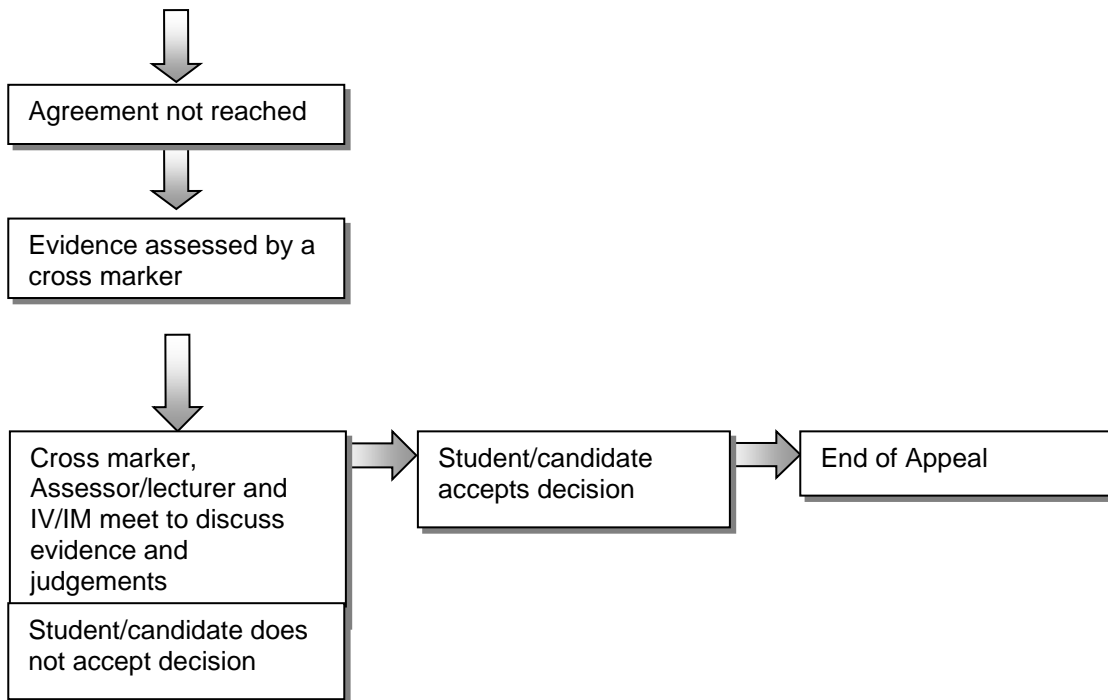 Agreement not reached
Evidence assessed by a
cross marker
Cross marker,
Assessor/lecturer and
IV/IM meet to discuss
evidence and
judgements
Student/candidate
accepts decision
End of Appeal
Student/candidate does
not accept decision